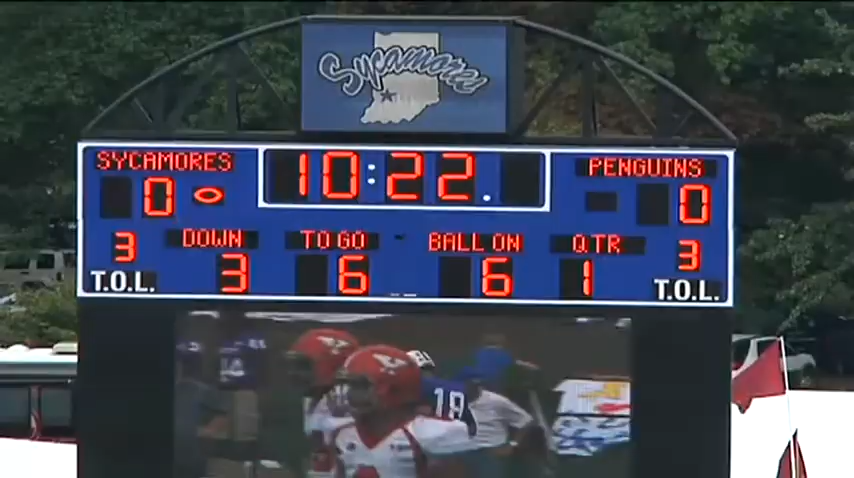 Sycamores
SYCAMORES 10:22. PENGUINS
0 0
3 DOWN TO GO BALL ON QTR 3
T.O.L. 3 6 6 1 T.O.L.
18